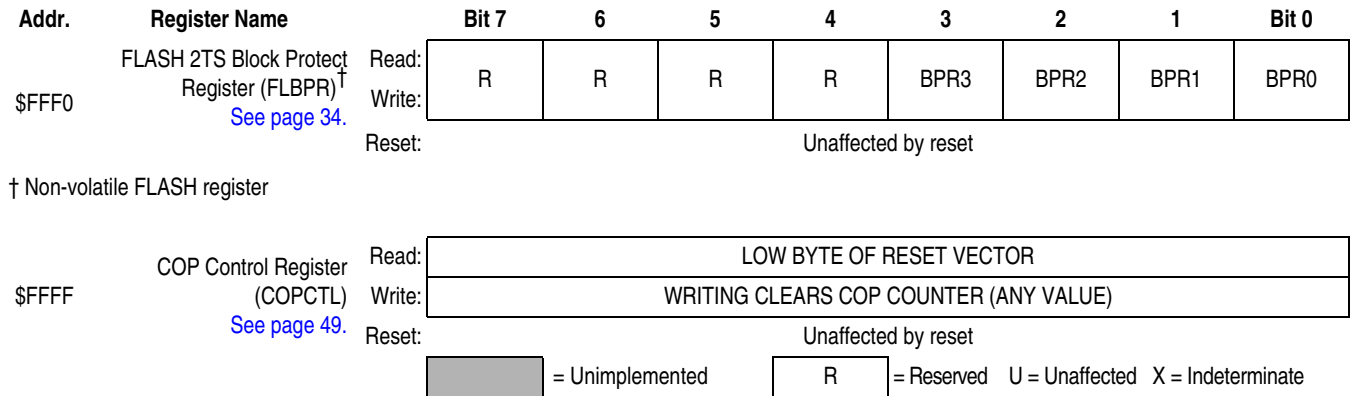 Addr. Register Name Bit 7 6 5 4 3 2 1 Bit 0
$FFF0 FLASH 2TS Block Protect Register (FLBPR)† See page 34. Read: Write: R R R R BPR3 BPR2 BPR1 BPR0
Reset: Unaffected by reset
† Non-volatile FLASH register
$FFFF COP Control Register (COPCTL) See page 49. Read: LOW BYTE OF RESET VECTOR
Write: WRITING CLEARS COP COUNTER (ANY VALUE)
Reset: Unaffected by reset
= Unimplemented R = Reserved U = Unaffected X = Indeterminate